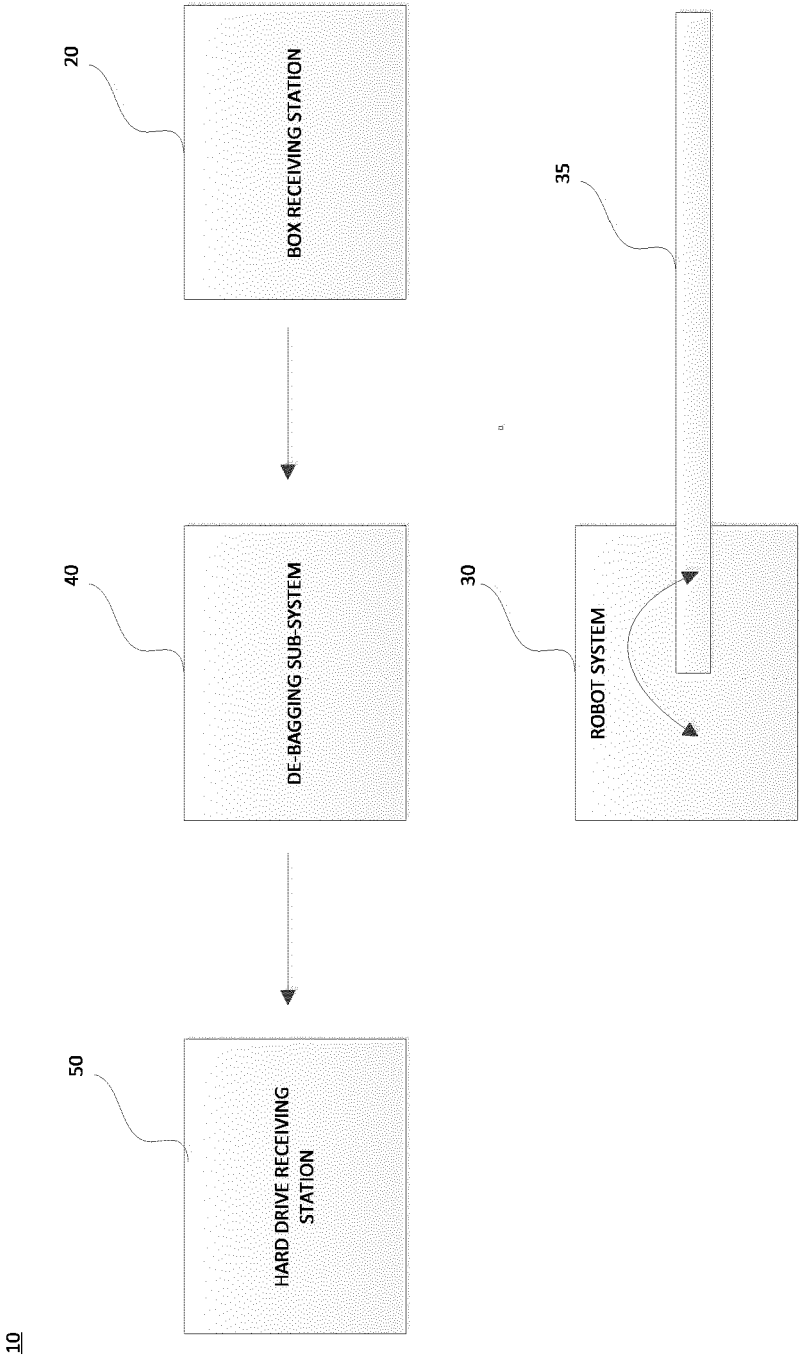 10
50
40
20
HARD DRIVE RECEIVING
STATION
DE-BAGGING SUB-SYSTEM
BOX RECEIVING STATION
30
35
ROBOT SYSTEM